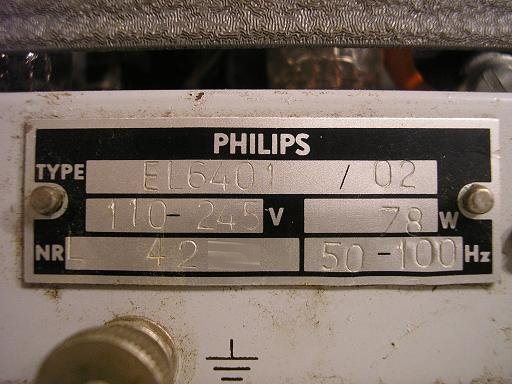 PHILIPS
TYPE EL6401 / 02
110-245 V 78 W
NR L 42 50-100 Hz